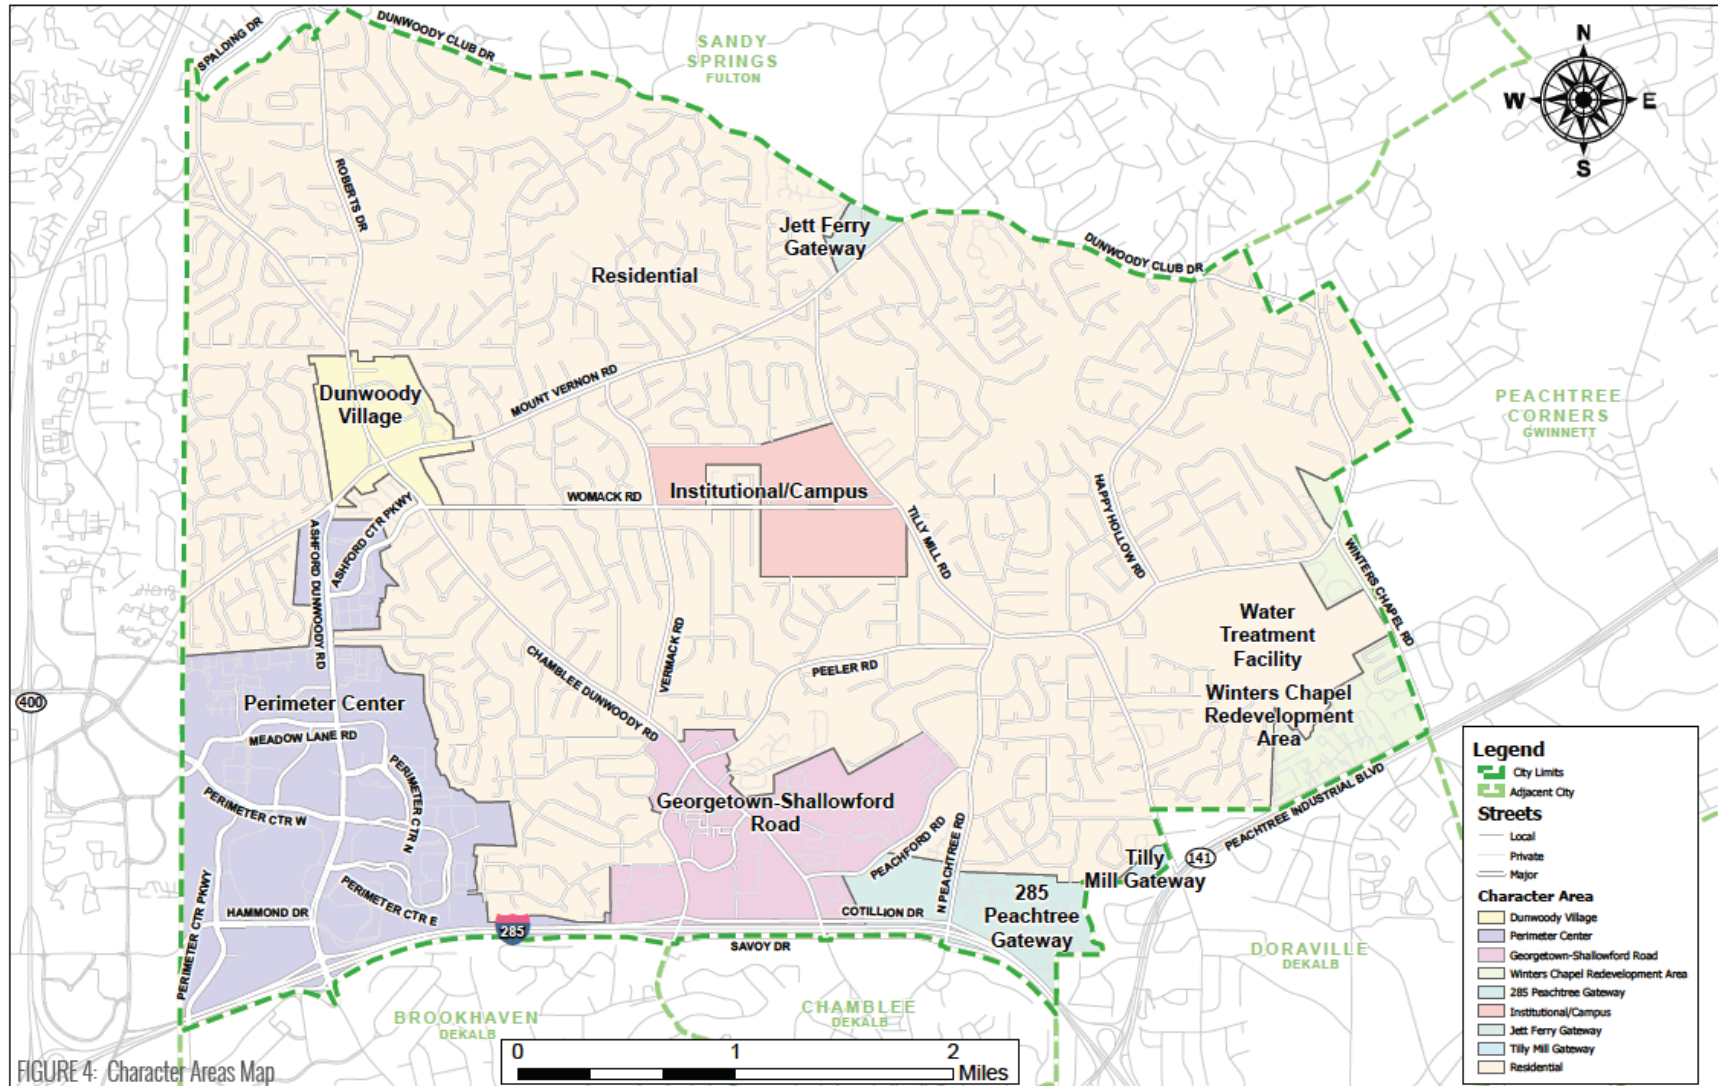 SPALDING DR
DUNWOODY CLUB DR
SANDY
SPRINGS
FULTON
N
W
E
S
ROBERTS DR
Jett Ferry
Gateway
DUNWOODY CLUB DR
Residential
Dunwoody
Village
MOUNT VERNON RD
PEACHTREE
CORNERS
GWINNETT
WOMACK RD
Institutional/Campus
ASHFORD DUNWOODY RD
ASHFORD CTR PKWY
TILLY MILL RD
HAPPY HOLLOW RD
WINTERS CHAPEL RD
Water
Treatment
Facility
CHAMBLEE DUNWOODY RD
VERMACK RD
PEELER RD
400
Perimeter Center
Winters Chapel
Redevelopment
Area
MEADOW LANE RD
PERIMETER CTR N
PERIMETER CTR W
Georgetown-Shallowford
Road
PEACHFORD RD
N PEACHTREE RD
PEACHTREE INDUSTRIAL BLVD
141
Tilly
Mill Gateway
PERIMETER CTR PKWY
PERIMETER CTR E
HAMMOND DR
285
COTILLION DR
285
Peachtree
Gateway
SAVOY DR
DORAVILLE
DEKALB
BROOKHAVEN
DEKALB
CHAMBLEE
DEKALB
Legend
City Limits
Adjacent City
Streets
Local
Private
Major
Character Area
Dunwoody Village
Perimeter Center
Georgetown-Shallowford Road
Winters Chapel Redevelopment Area
285 Peachtree Gateway
Institutional/Campus
Jett Ferry Gateway
Tilly Mill Gateway
Residential
0 1 2
Miles
FIGURE 4: Character Areas Map